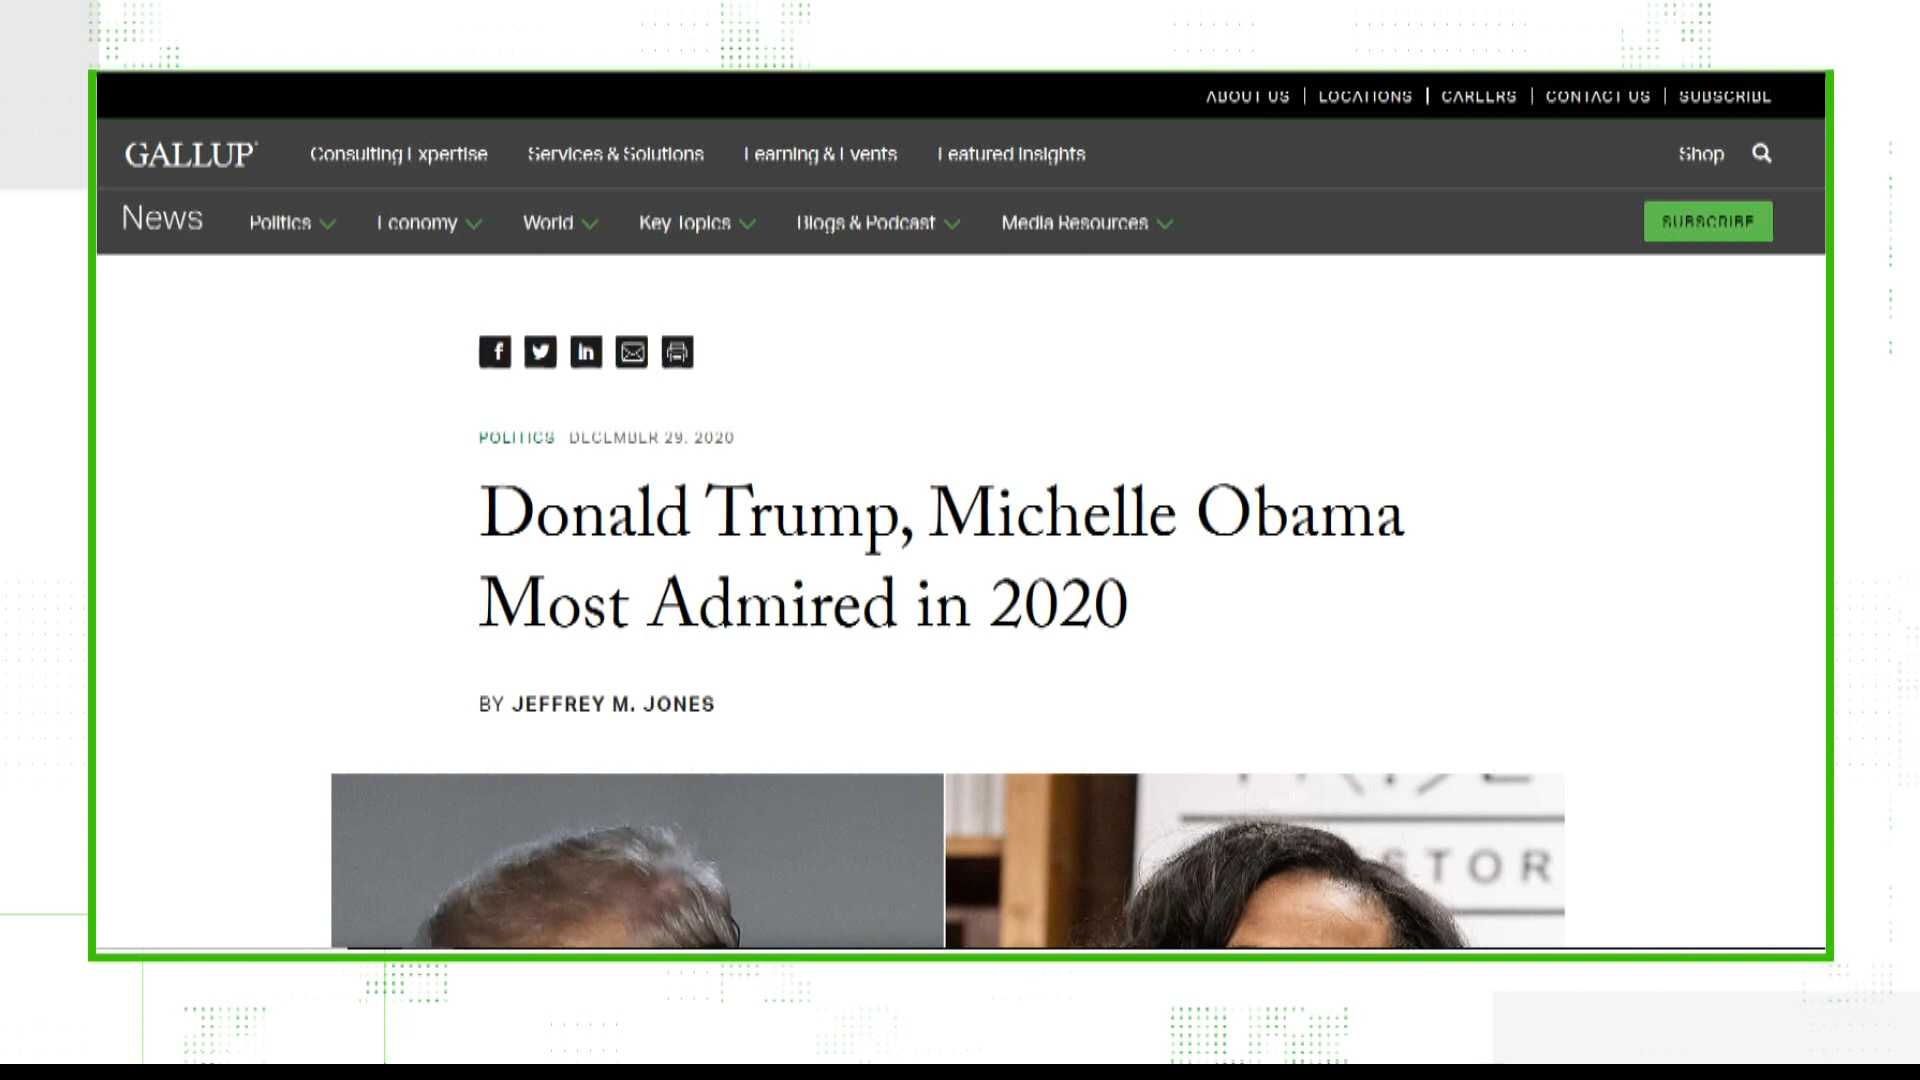 ABOUT US | LOCATIONS | CAREERS | CONTACT US | SUBSCRIBE
GALLUP Consulting Expertise Services & Solutions Learning & Events Featured Insights Shop
News Politics Economy World Key Topics Blogs & Podcast Media Resources SUBSCRIBE
POLITICS DECEMBER 29, 2020
Donald Trump, Michelle Obama
Most Admired in 2020
BY JEFFREY M. JONES
STOR